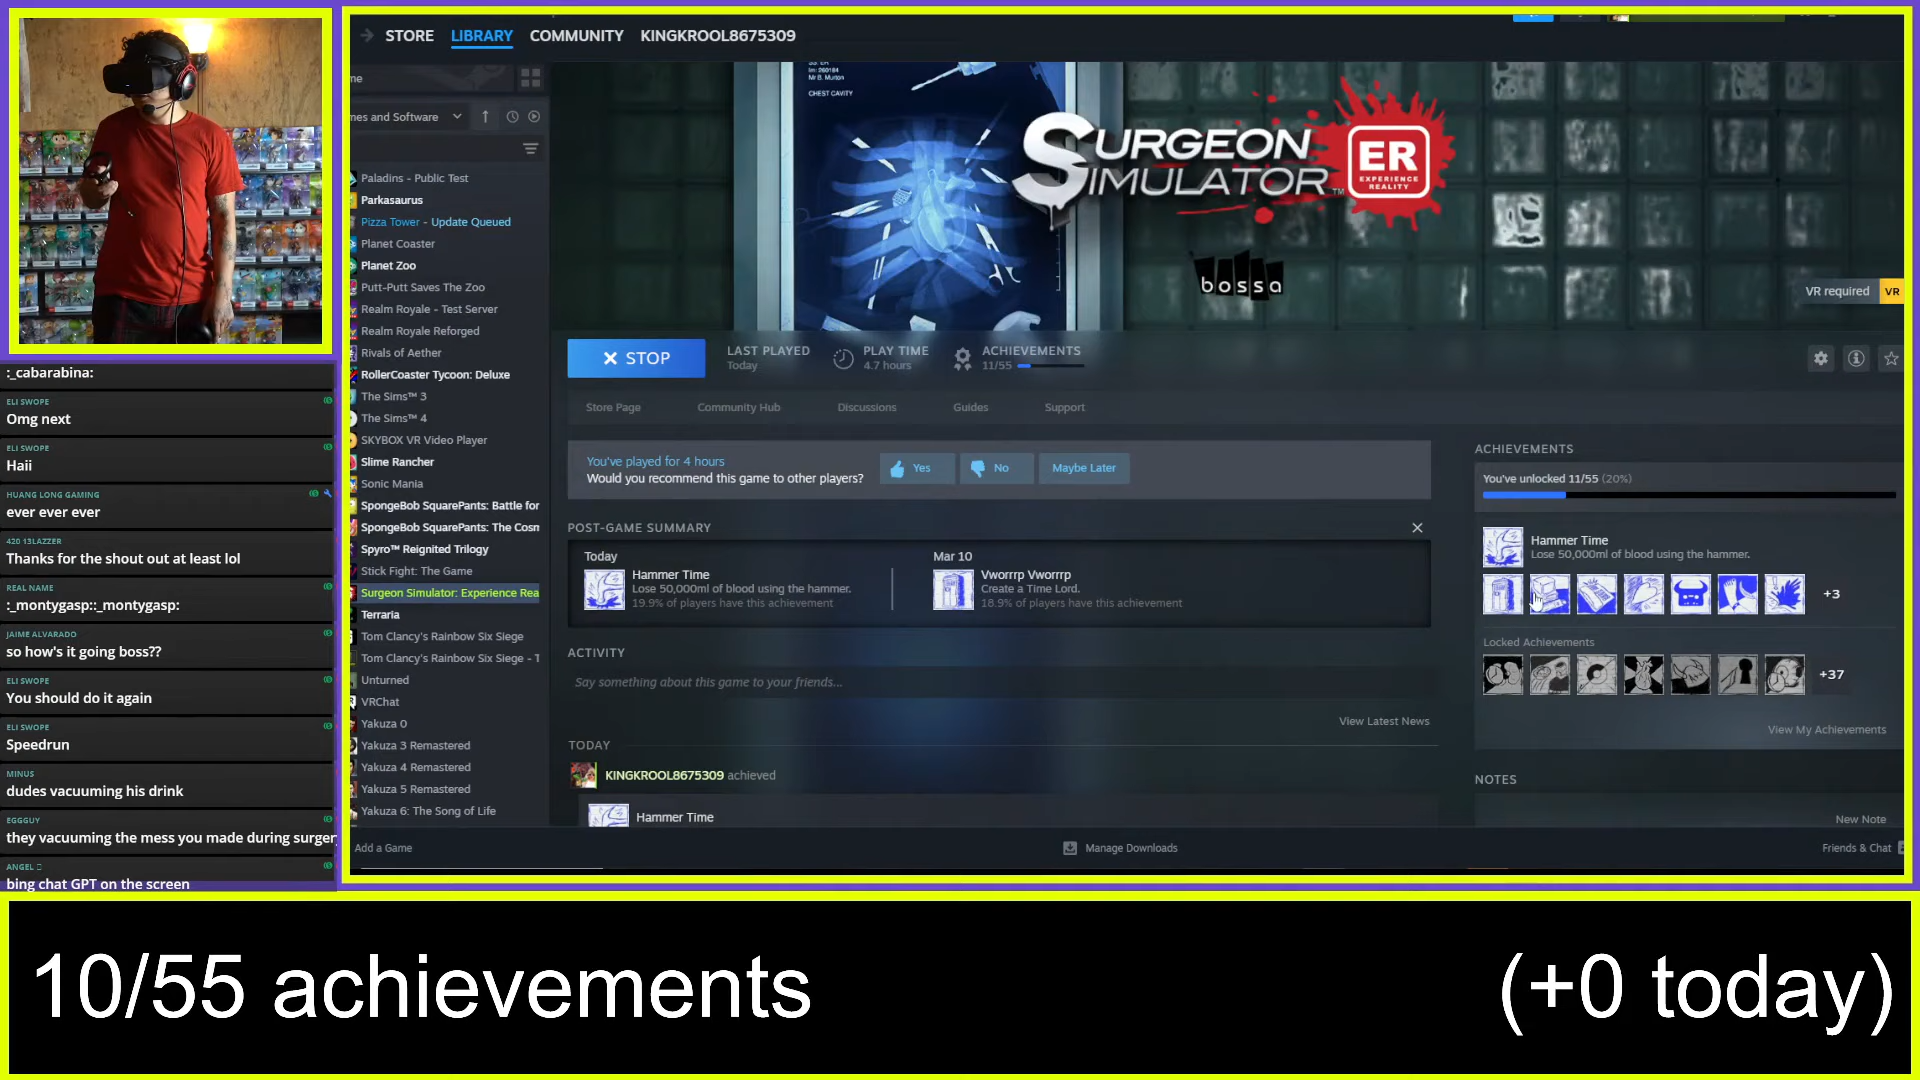 STORE LIBRARY COMMUNITY KINGKROOL8675309
me
mes and Software
Paladins - Public Test
Parkasaurus
Pizza Tower - Update Queued
Planet Coaster
Planet Zoo
Putt-Putt Saves The Zoo
Realm Royale - Test Server
Realm Royale Reforged
Rivals of Aether
RollerCoaster Tycoon: Deluxe
The Sims™ 3
The Sims™ 4
SKYBOX VR Video Player
Slime Rancher
Sonic Mania
SpongeBob SquarePants: Battle for
SpongeBob SquarePants: The Cosm
Spyro™ Reignited Trilogy
Stick Fight: The Game
Surgeon Simulator: Experience Rea
Terraria
Tom Clancy's Rainbow Six Siege
Tom Clancy's Rainbow Six Siege - T
Unturned
VRChat
Yakuza 0
Yakuza 3 Remastered
Yakuza 4 Remastered
Yakuza 5 Remastered
Yakuza 6: The Song of Life
Add a Game
Mr B. Murton
CHEST CAVITY
SURGEON
SIMULATOR™
ER
EXPERIENCE
REALITY
bossa
VR required VR
STOP
LAST PLAYED
Today
PLAY TIME
4.7 hours
ACHIEVEMENTS
11/55
Store Page Community Hub Discussions Guides Support
You've played for 4 hours
Would you recommend this game to other players?
Yes No Maybe Later
POST-GAME SUMMARY
Today
Hammer Time
Lose 50,000ml of blood using the hammer.
19.9% of players have this achievement
Mar 10
Vworrrp Vworrrp
Create a Time Lord.
18.9% of players have this achievement
ACTIVITY
Say something about this game to your friends...
View Latest News
TODAY
KINGKROOL8675309 achieved
Hammer Time
ACHIEVEMENTS
You've unlocked 11/55 (20%)
Hammer Time
Lose 50,000ml of blood using the hammer.
+3
Locked Achievements
+37
View My Achievements
NOTES
New Note
Manage Downloads
Friends & Chat
:_cabarabina:
ELI SWOPE
Omg next
ELI SWOPE
Haii
HUANG LONG GAMING
ever ever ever
420 13LAZZER
Thanks for the shout out at least lol
REAL NAME
:_montygasp::_montygasp:
JAIME ALVARADO
so how's it going boss??
ELI SWOPE
You should do it again
ELI SWOPE
Speedrun
MINUS
dudes vacuuming his drink
EGGGUY
they vacuuming the mess you made during surger
ANGEL
bing chat GPT on the screen
10/55 achievements
(+0 today)